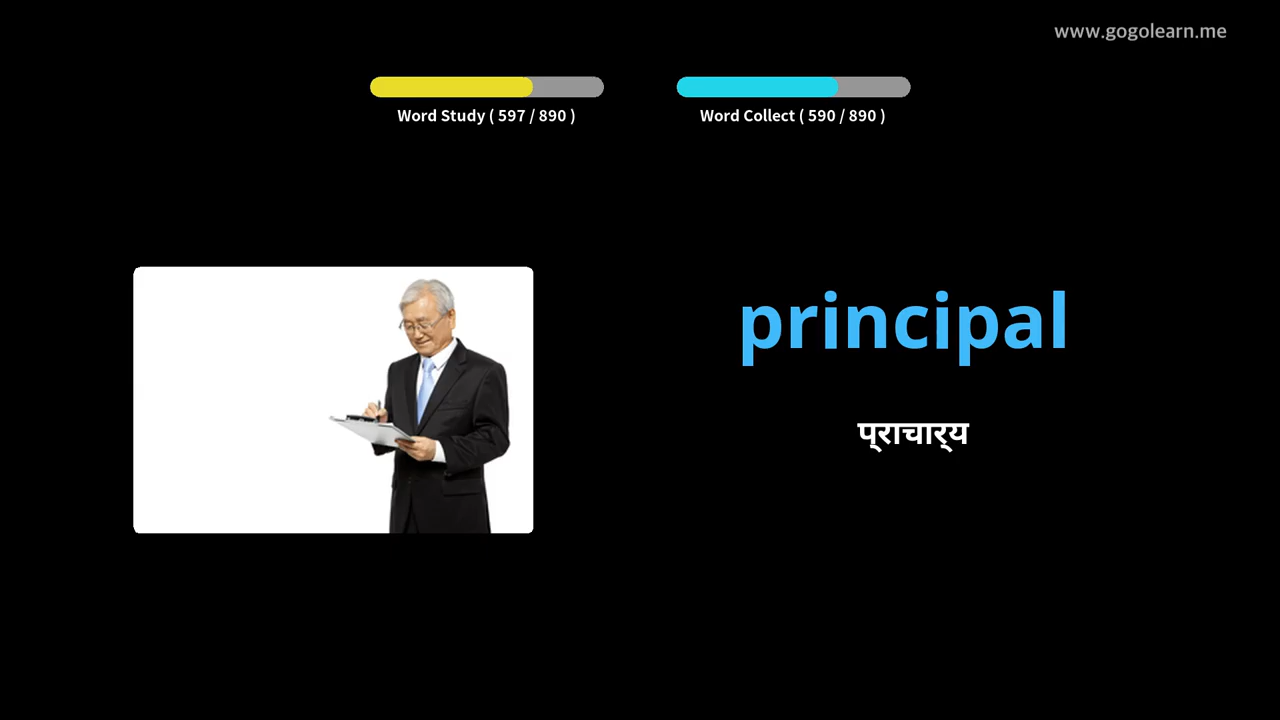 www.gogolearn.me
Word Study ( 597 / 890 )
Word Collect ( 590 / 890 )
principal
प्राचार्य